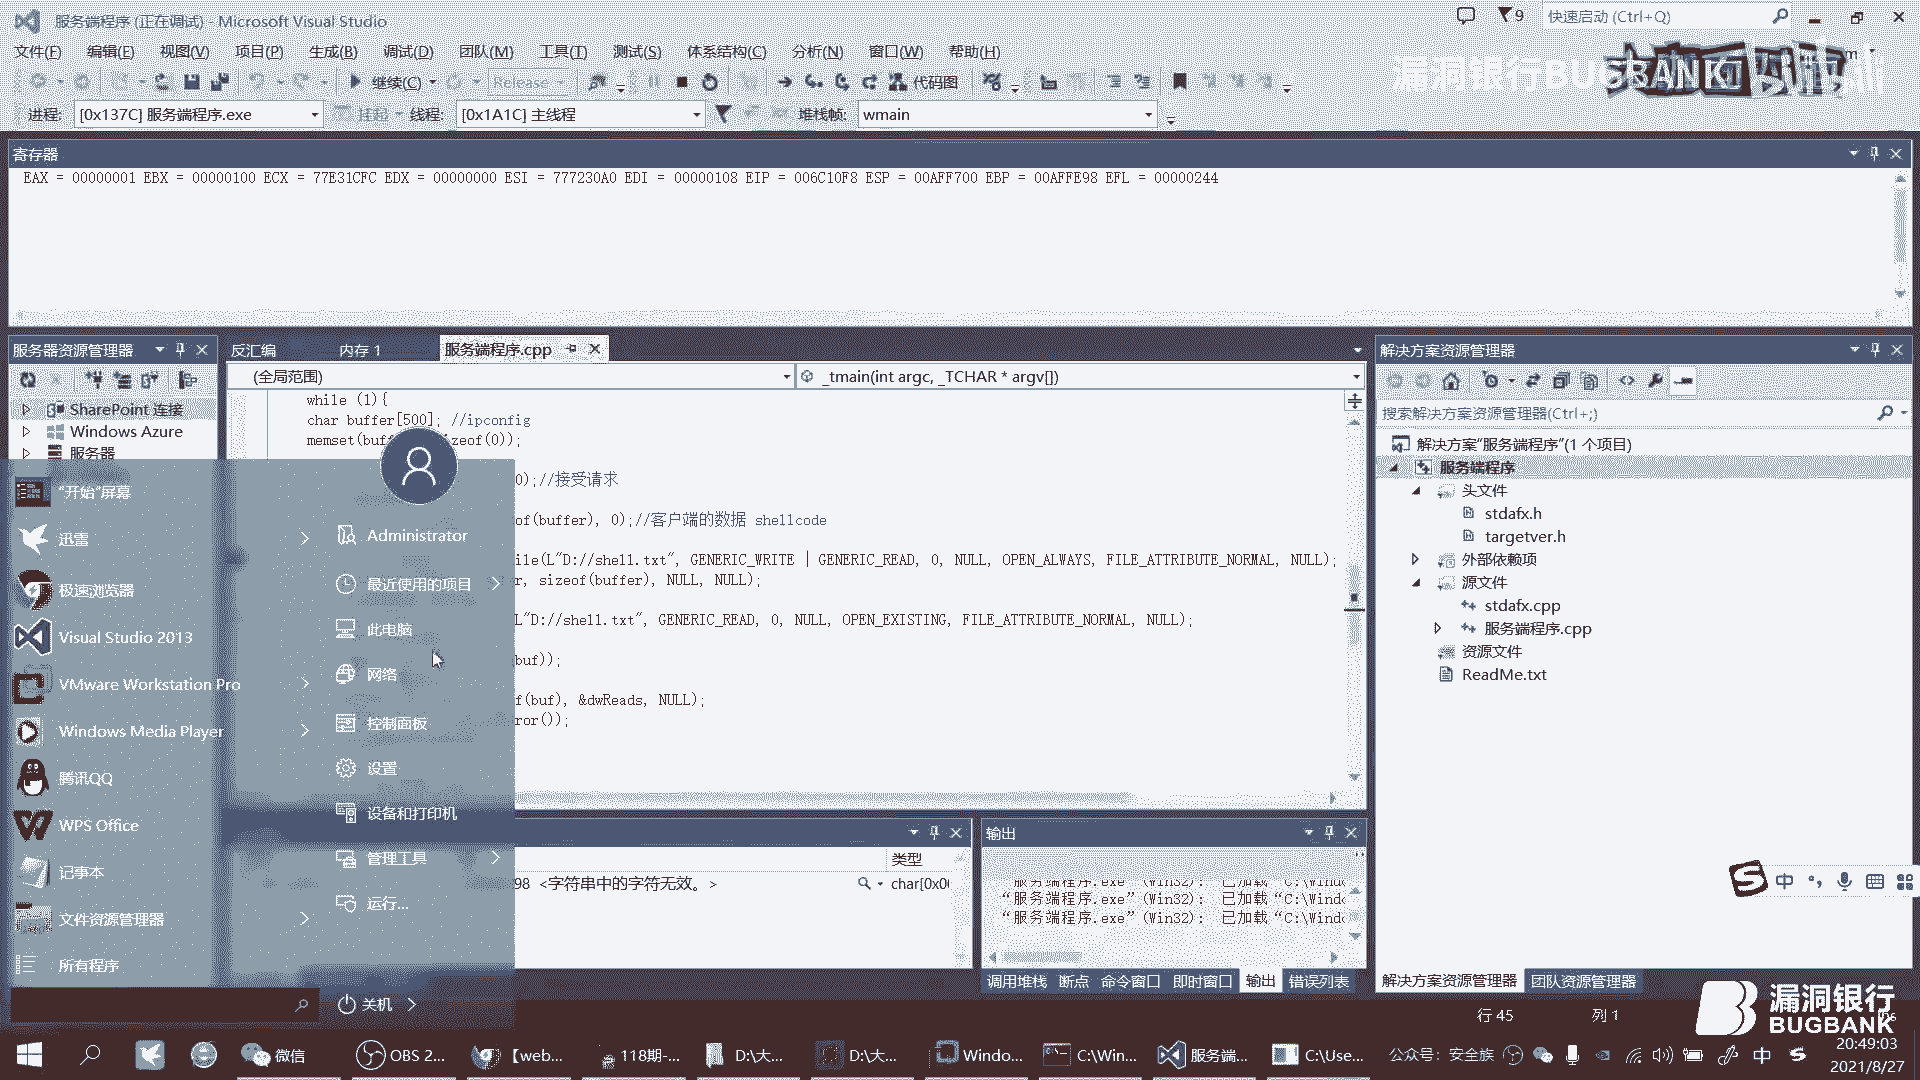 服务端程序 (正在调试) - Microsoft Visual Studio
9
快速启动 (Ctrl+Q)
文件(F) 编辑(E) 视图(V) 项目(P) 生成(B) 调试(D) 团队(M) 工具(T) 测试(S) 体系结构(C) 分析(N) 窗口(W) 帮助(H)
漏洞银行BUGBANK
继续(C) Release 代码图
进程: [0x137C] 服务端程序.exe 挂起 线程: [0x1A1C] 主线程 堆栈帧: wmain
寄存器
EAX = 00000001 EBX = 00000100 ECX = 77E31CFC EDX = 00000000 ESI = 777230A0 EDI = 00000108 EIP = 006C10F8 ESP = 00AFF700 EBP = 00AFFE98 EFL = 00000244
服务器资源管理器
SharePoint 连接
Windows Azure
服务器
反汇编 内存 1 服务端程序.cpp
(全局范围) _tmain(int argc, _TCHAR * argv[])
while (1){
char buffer[500]; //ipconfig
memset(buf izeof(0));
0);//接受请求
of(buffer), 0);//客户端的数据 shellcode
ile(L"D://shell.txt", GENERIC_WRITE | GENERIC_READ, 0, NULL, OPEN_ALWAYS, FILE_ATTRIBUTE_NORMAL, NULL);
r, sizeof(buffer), NULL, NULL);
L"D://shell.txt", GENERIC_READ, 0, NULL, OPEN_EXISTING, FILE_ATTRIBUTE_NORMAL, NULL);
buf));
f(buf), &dwReads, NULL);
ror());
解决方案资源管理器
搜索解决方案资源管理器(Ctrl+;)
解决方案"服务端程序"(1 个项目)
服务端程序
头文件
stdafx.h
targetver.h
外部依赖项
源文件
stdafx.cpp
服务端程序.cpp
资源文件
ReadMe.txt
"开始"屏幕
迅雷
极速浏览器
Visual Studio 2013
VMware Workstation Pro
Windows Media Player
腾讯QQ
WPS Office
记事本
文件资源管理器
所有程序
Administrator
最近使用的项目
此电脑
网络
控制面板
设置
设备和打印机
管理工具
运行...
关机
类型
98 <字符串中的字符无效。> char[0x0
输出
"服务端程序.exe" (Win32): 已加载 "C:\Windo
"服务端程序.exe" (Win32): 已加载 "C:\Windo
"服务端程序.exe" (Win32): 已加载 "C:\Windo
调用堆栈 断点 命令窗口 即时窗口 输出 错误列表
解决方案资源管理器 团队资源管理器
中
行 45 列 1
漏洞银行
BUGBANK
微信 OBS 2... 【web... 118期-... D:\大... D:\大... Windo... C:\Win... 服务端... C:\Use...
公众号：安全族
中
20:49:03
2021/8/27